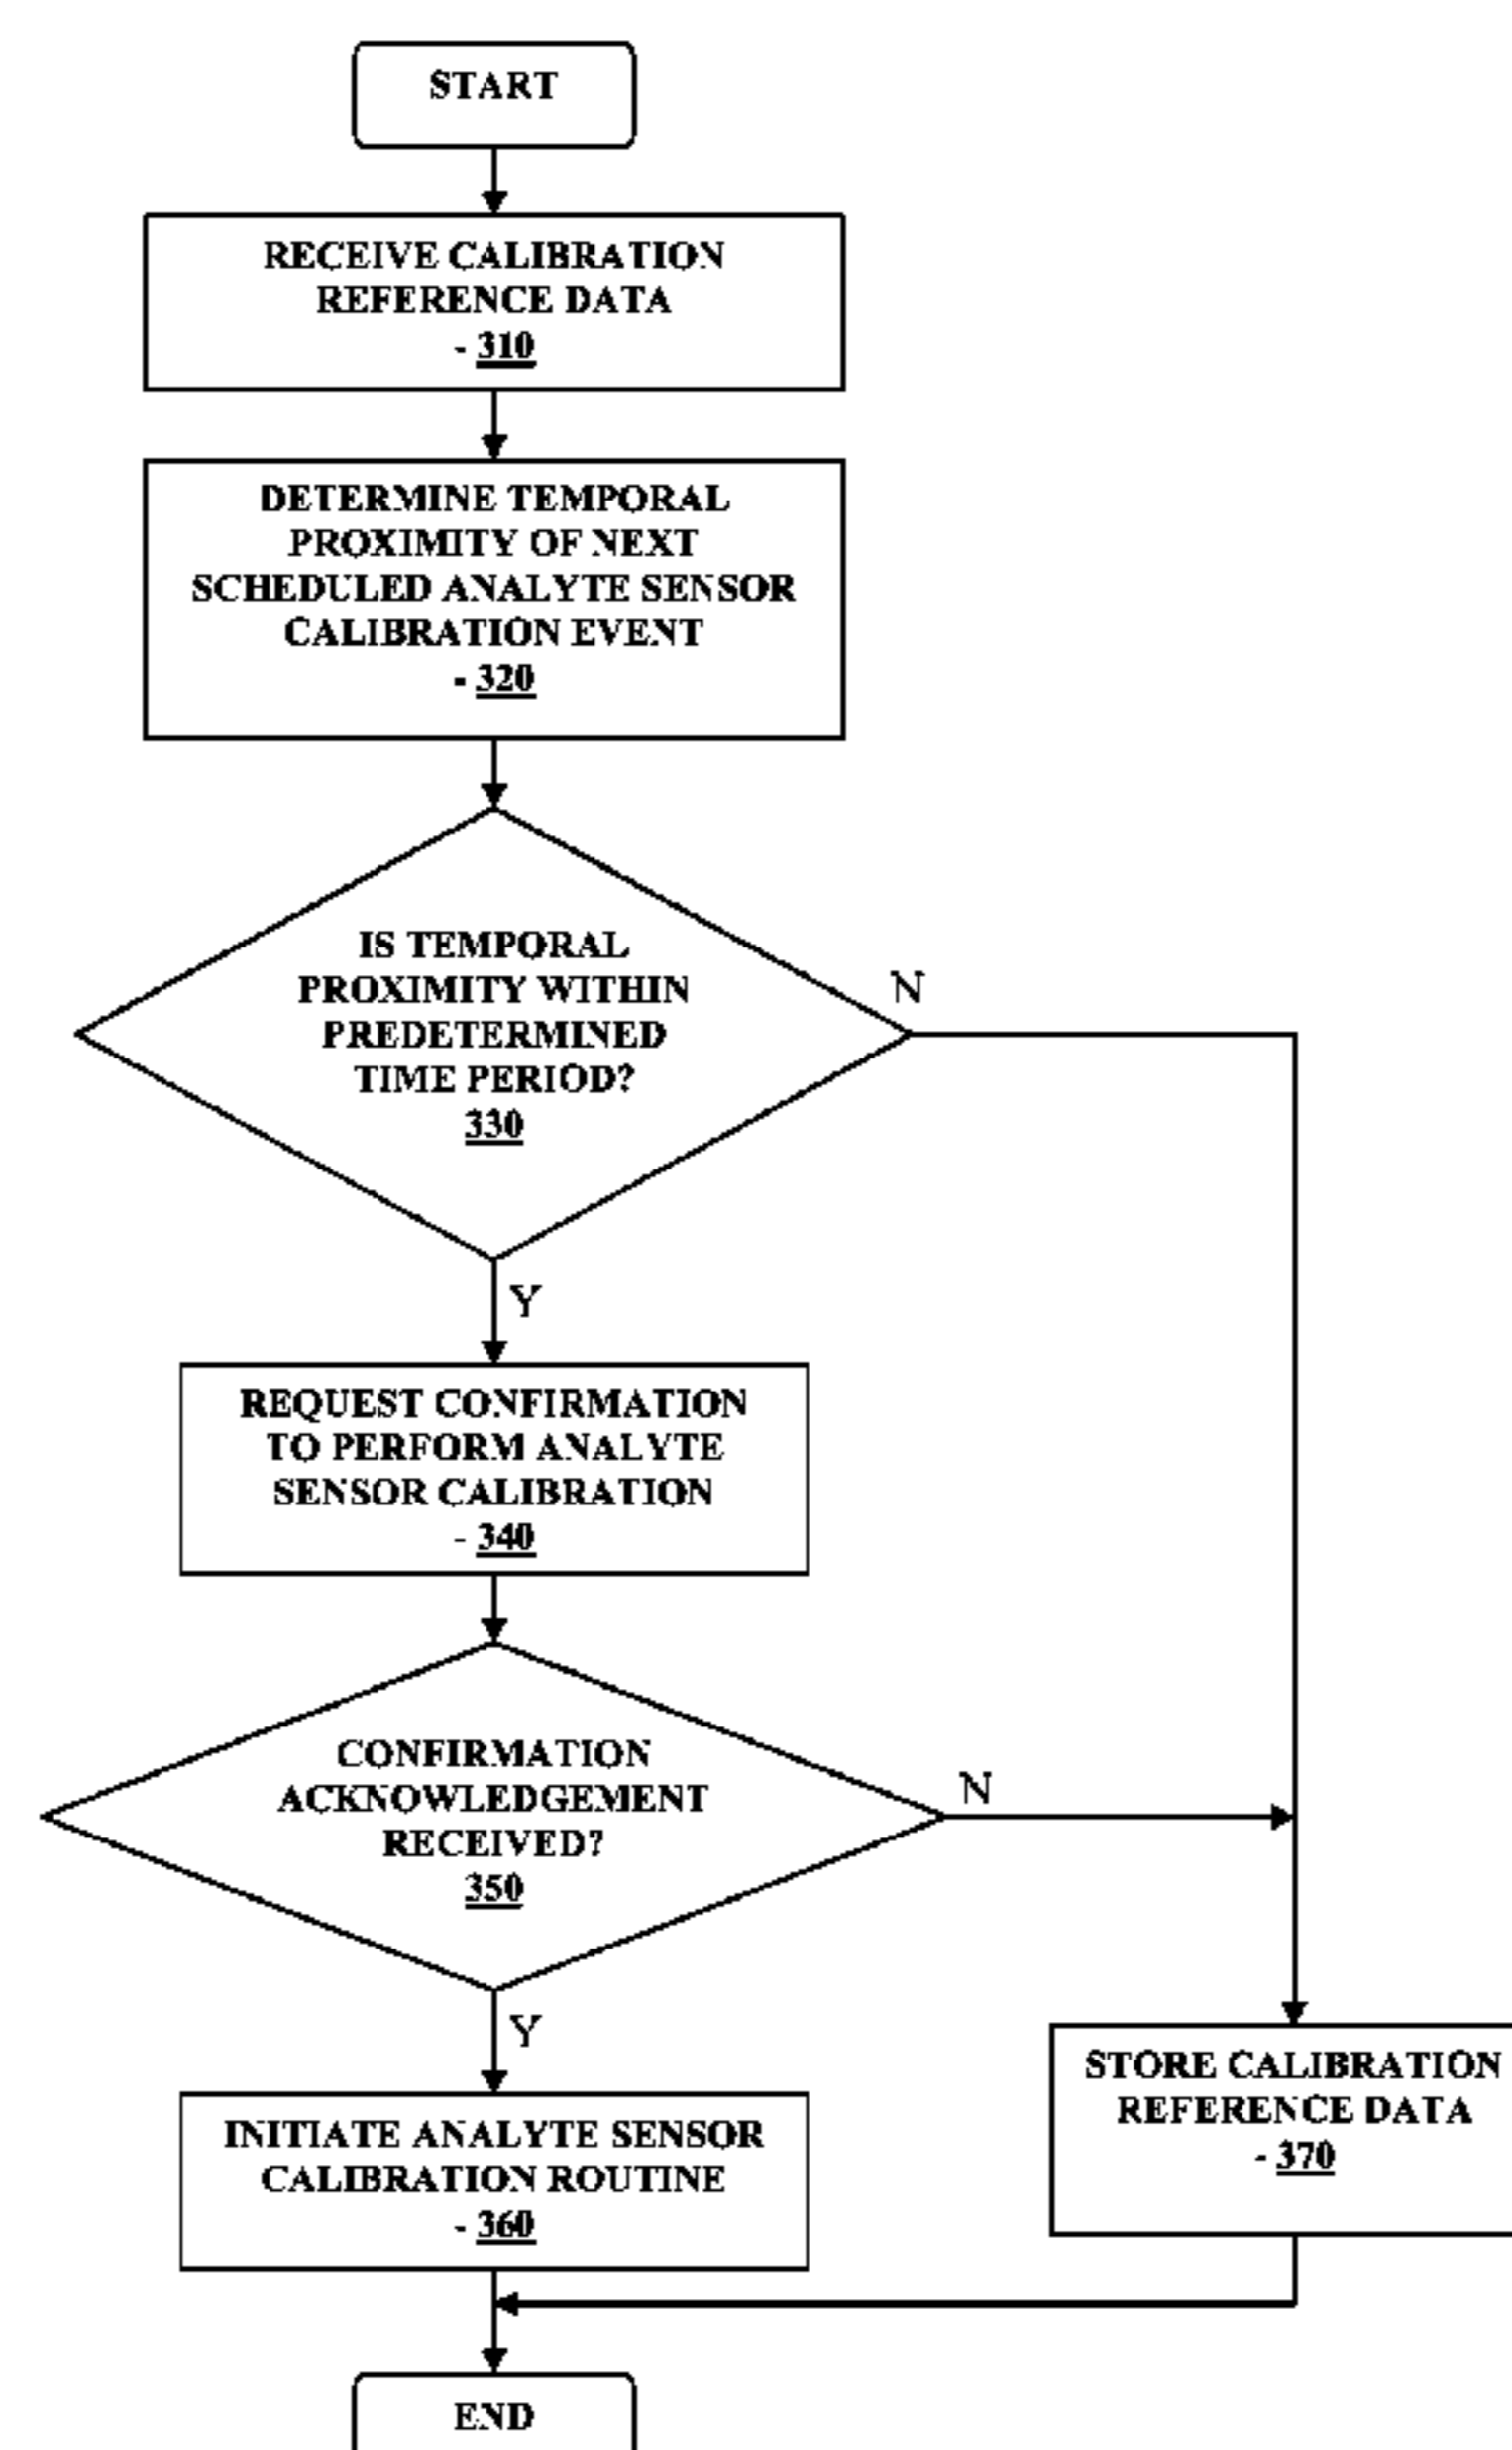 START
RECEIVE CALIBRATION
REFERENCE DATA
- 310
DETERMINE TEMPORAL
PROXIMITY OF NEXT
SCHEDULED ANALYTE SENSOR
CALIBRATION EVENT
- 320
IS TEMPORAL
PROXIMITY WITHIN
PREDETERMINED
TIME PERIOD?
330
N
Y
REQUEST CONFIRMATION
TO PERFORM ANALYTE
SENSOR CALIBRATION
- 340
CONFIRMATION
ACKNOWLEDGEMENT
RECEIVED?
350
N
Y
STORE CALIBRATION
REFERENCE DATA
- 370
INITIATE ANALYTE SENSOR
CALIBRATION ROUTINE
- 360
END